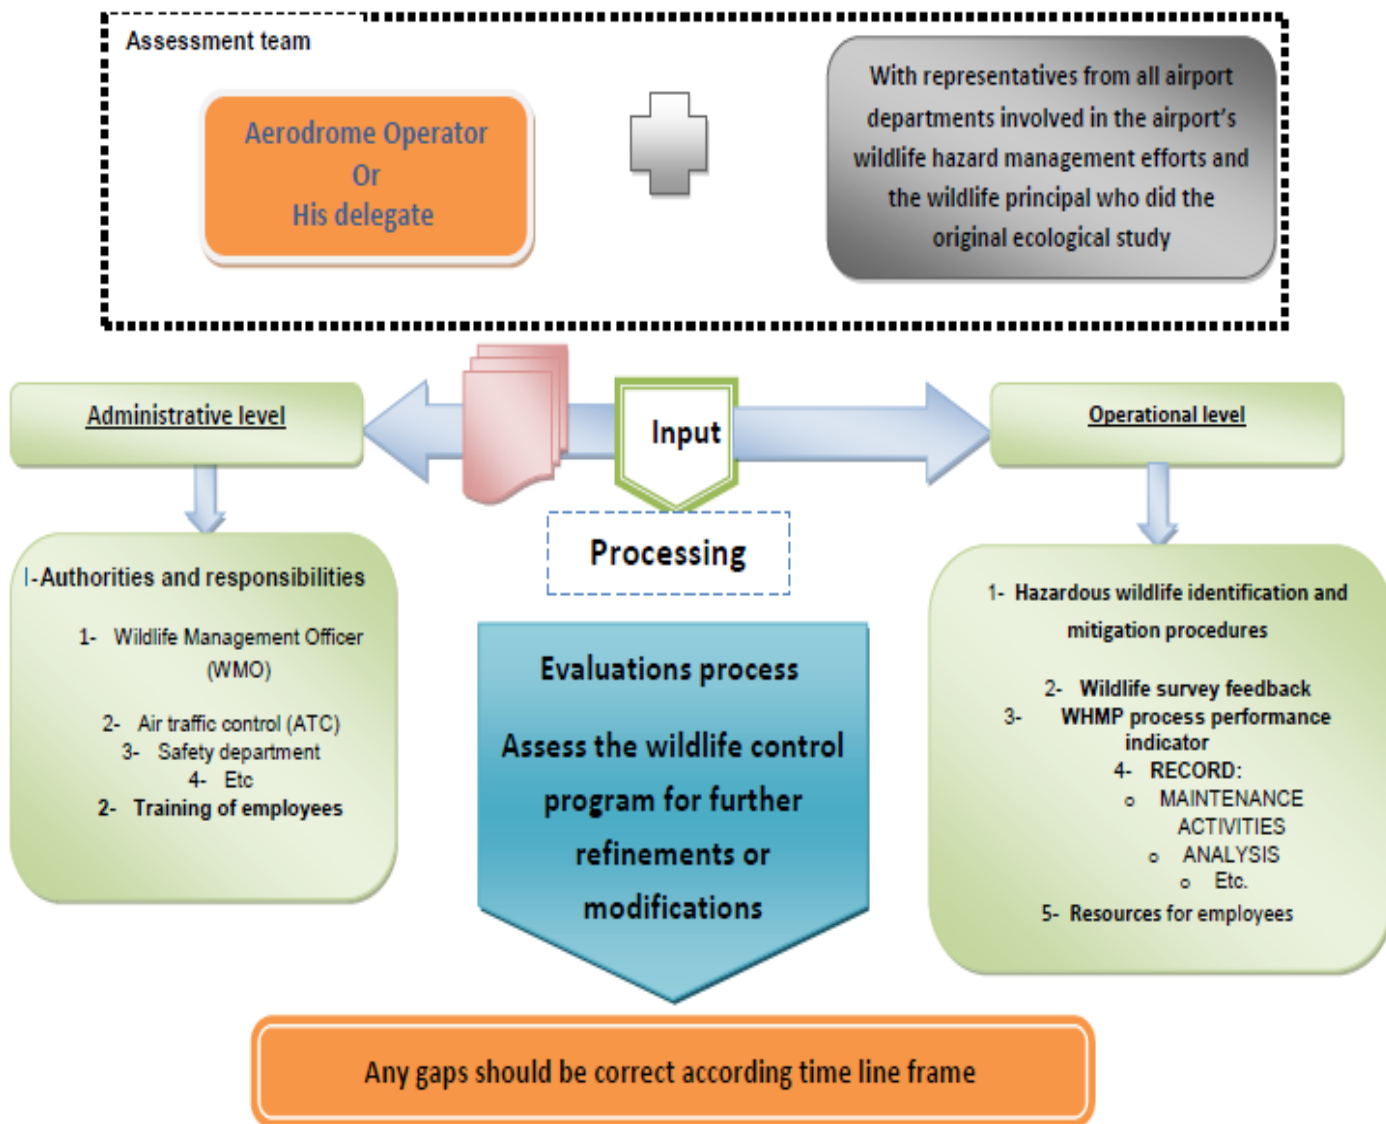 Assessment team
Aerodrome Operator
Or
His delegate
With representatives from all airport
departments involved in the airport's
wildlife hazard management efforts and
the wildlife principal who did the
original ecological study
Administrative level
Input
Operational level
Processing
I-Authorities and responsibilities
1- Wildlife Management Officer
(WMO)
2- Air traffic control (ATC)
3- Safety department
4- Etc
2- Training of employees
Evaluations process
Assess the wildlife control
program for further
refinements or
modifications
1- Hazardous wildlife identification and
mitigation procedures
2- Wildlife survey feedback
3- WHMP process performance
indicator
4- RECORD:
o MAINTENANCE
ACTIVITIES
o ANALYSIS
o Etc.
5- Resources for employees
Any gaps should be correct according time line frame